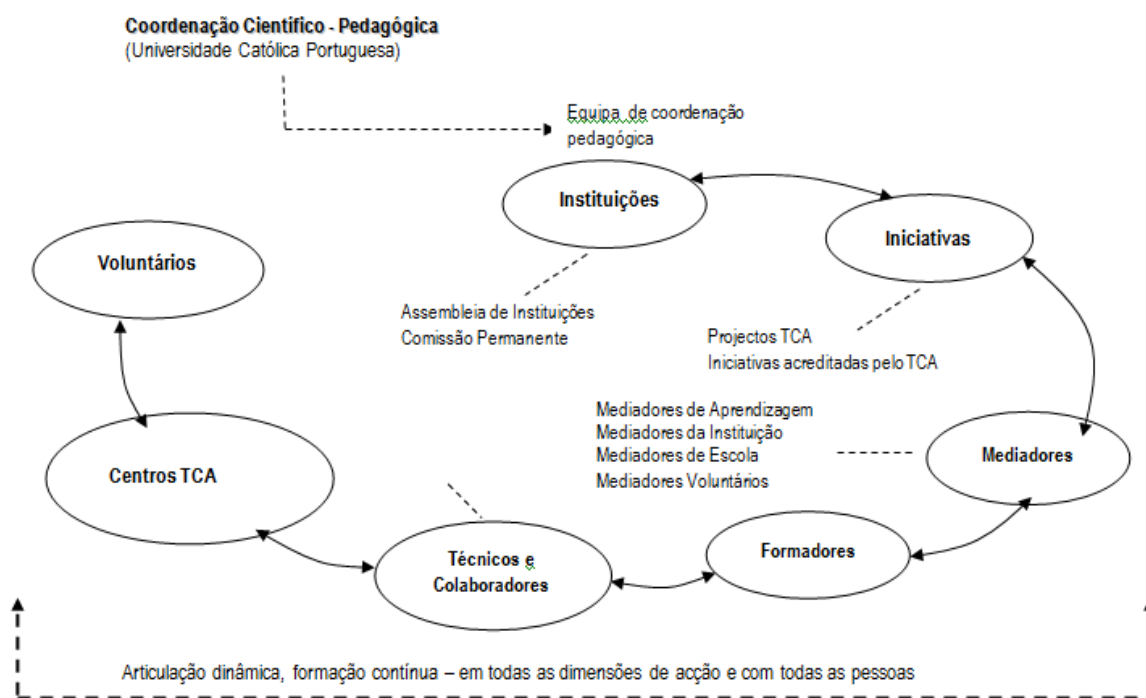 Coordenação Científico - Pedagógica
(Universidade Católica Portuguesa)
Equipa de coordenação
pedagógica
Instituições
Iniciativas
Voluntários
Assembleia de Instituições
Comissão Permanente
Projectos TCA
Iniciativas acreditadas pelo TCA
Mediadores de Aprendizagem
Mediadores da Instituição
Mediadores de Escola
Mediadores Voluntários
Mediadores
Centros TCA
Formadores
Técnicos e
Colaboradores
Articulação dinâmica, formação contínua – em todas as dimensões de acção e com todas as pessoas